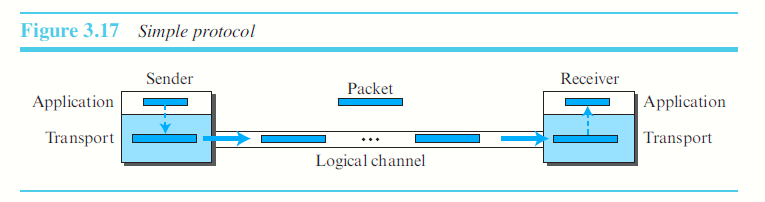 Figure 3.17 Simple protocol
Sender
Packet
Receiver
Application
Application
Transport
...
Transport
Logical channel